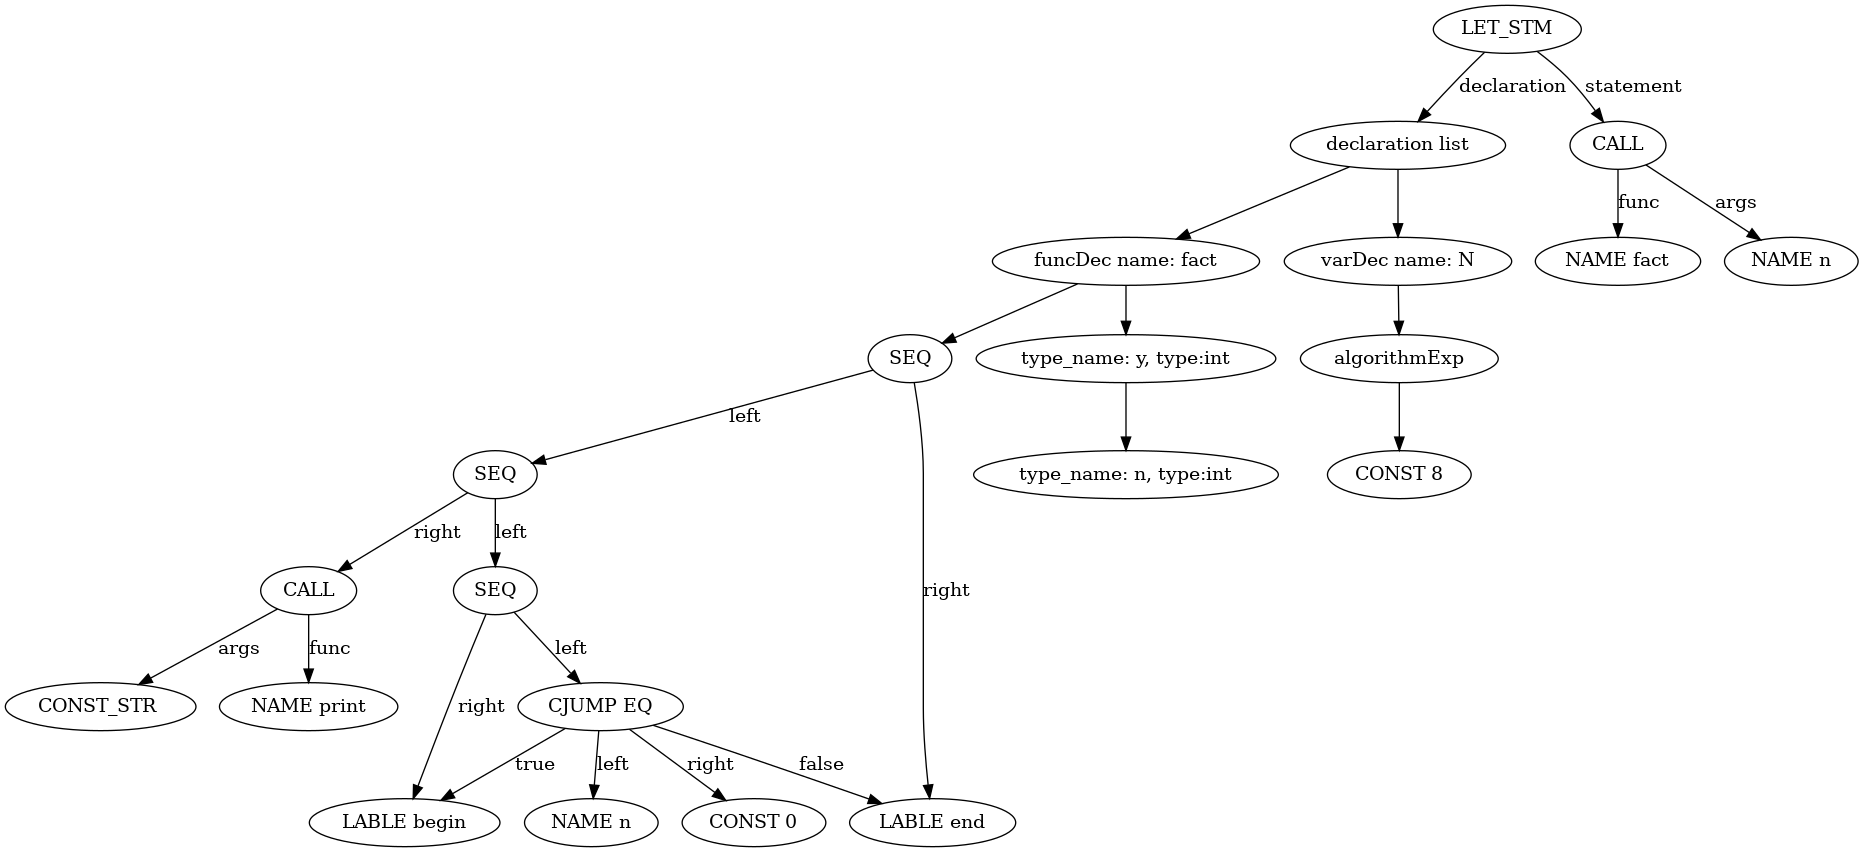 LET_STM
declaration
statement
declaration list
CALL
func
args
funcDec name: fact
varDec name: N
NAME fact
NAME n
SEQ
type_name: y, type:int
algorithmExp
left
SEQ
type_name: n, type:int
CONST 8
right
left
CALL
SEQ
right
args
func
left
CONST_STR
NAME print
right
CJUMP EQ
true
left
right
false
LABLE begin
NAME n
CONST 0
LABLE end